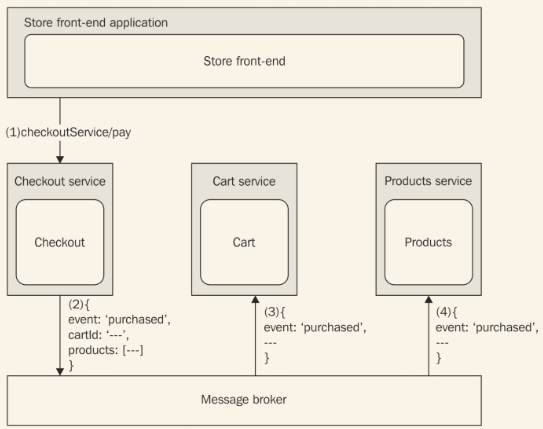 Store front-end application
Store front-end
(1)checkoutService/pay
Checkout service
Checkout
Cart service
Cart
Products service
Products
(2){
event: ‘purchased’,
cartId: ‘---’,
products: [---]
}
(3){
event: ‘purchased’,
---
}
(4){
event: ‘purchased’,
---
}
Message broker